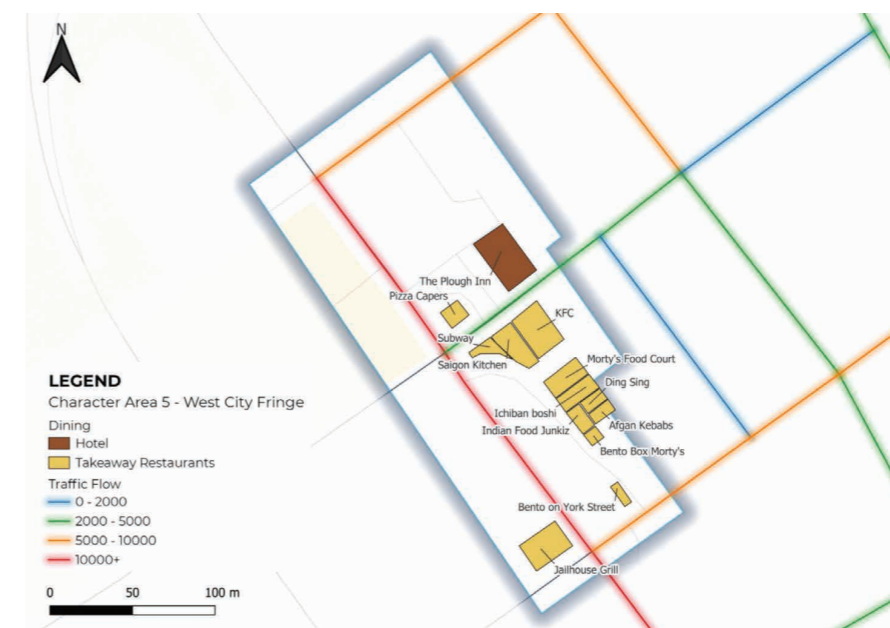 N
The Plough Inn
Pizza Capers
KFC
Subway
Saigon Kitchen
Morty's Food Court
Ding Sing
Ichiban boshi
Indian Food Junkiz
Afgan Kebabs
Bento Box Morty's
Bento on York Street
Jailhouse Grill
LEGEND
Character Area 5 - West City Fringe
Dining
Hotel
Takeaway Restaurants
Traffic Flow
0 - 2000
2000 - 5000
5000 - 10000
10000+
0 50 100 m